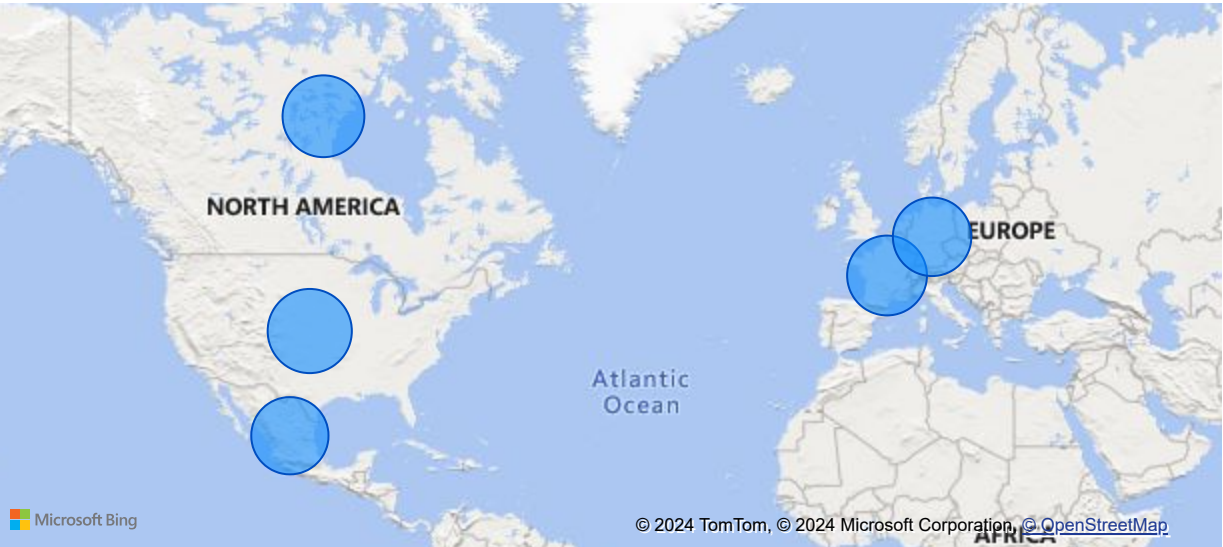 NORTH AMERICA
EUROPE
Atlantic
Ocean
Microsoft Bing
© 2024 TomTom, © 2024 Microsoft Corporation, © OpenStreetMap
AFRICA